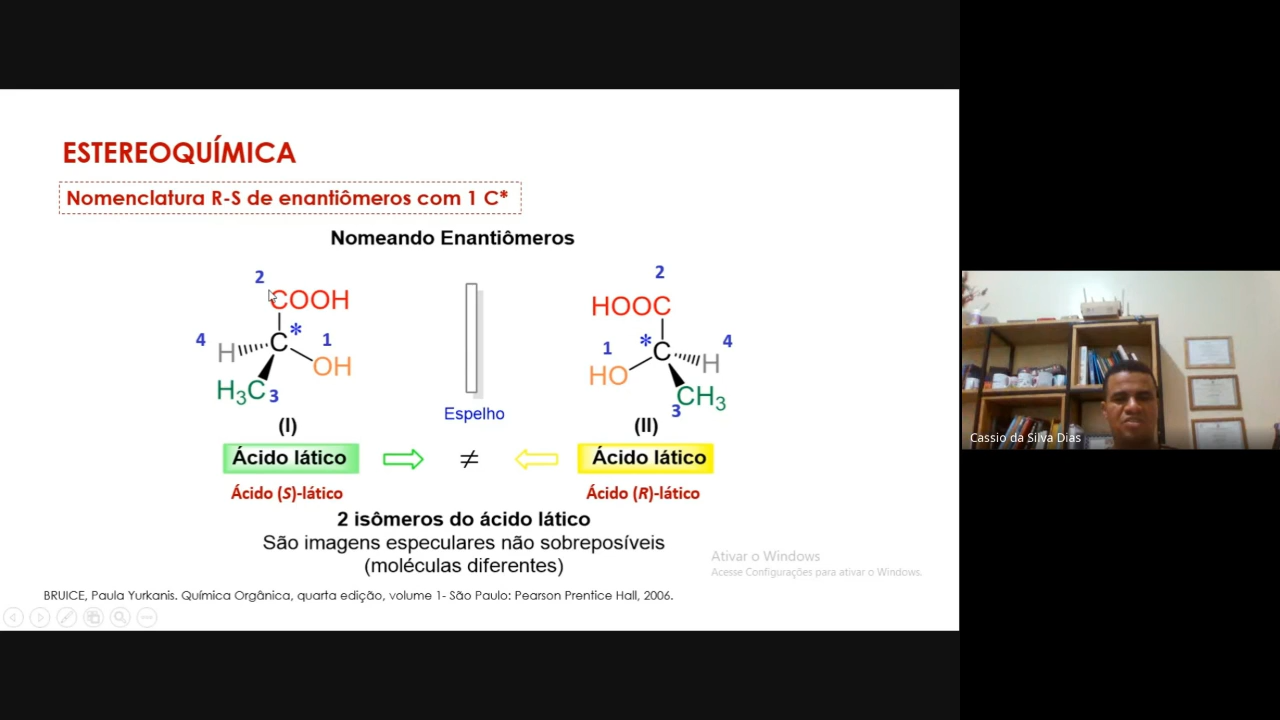 ESTEREOQUÍMICA
Nomenclatura R-S de enantiômeros com 1 C*
Nomeando Enantiômeros
2
COOH
*
4
H
C
1
OH
H₃C
3
(I)
Espelho
2
HOOC
*
1
C
4
H
HO
3
CH₃
(II)
Ácido lático
≠
Ácido lático
Ácido (S)-lático
Ácido (R)-lático
2 isômeros do ácido lático
São imagens especulares não sobreposíveis
(moléculas diferentes)
Ativar o Windows
Acesse Configurações para ativar o Windows.
BRUICE, Paula Yurkanis. Química Orgânica, quarta edição, volume 1- São Paulo: Pearson Prentice Hall, 2006.
Cassio da Silva Dias